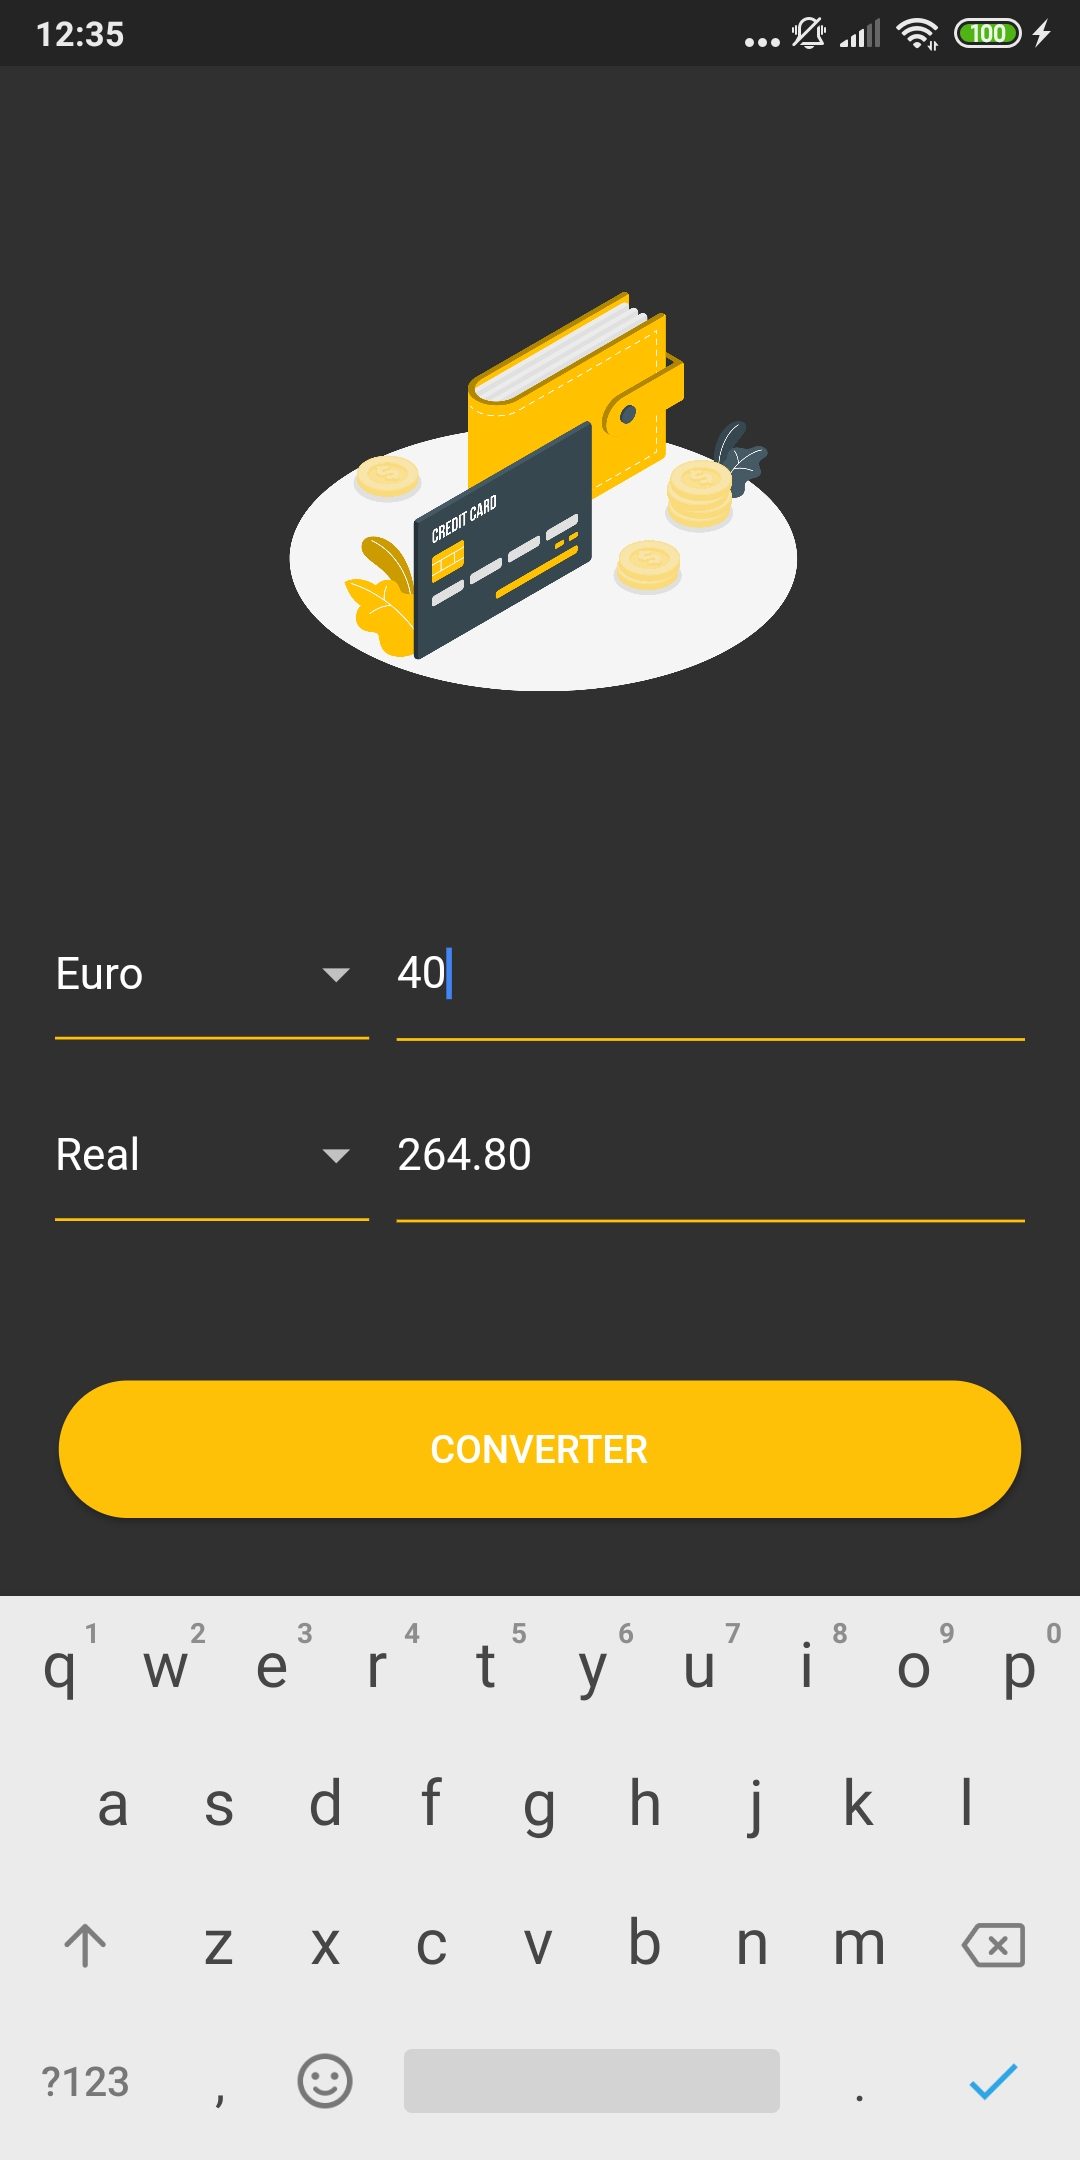 12:35
100
CREDIT CARD
Euro 40
Real 264.80
CONVERTER
1 2 3 4 5 6 7 8 9 0
q w e r t y u i o p
a s d f g h j k l
z x c v b n m
?123 , .